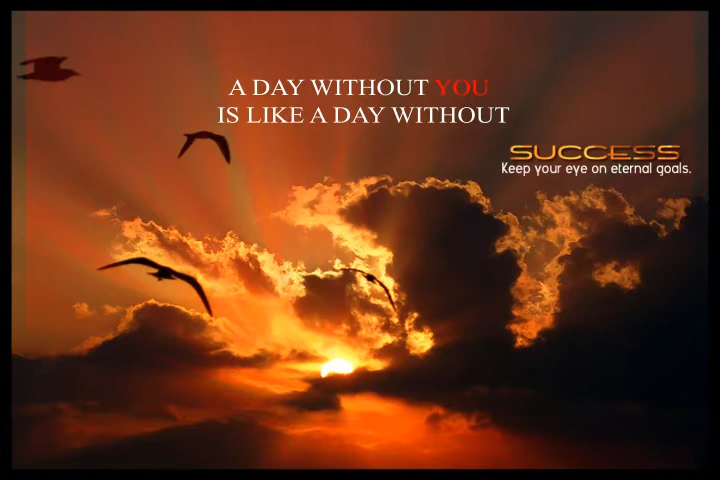 A DAY WITHOUT YOU
IS LIKE A DAY WITHOUT
SUCCESS
Keep your eye on eternal goals.